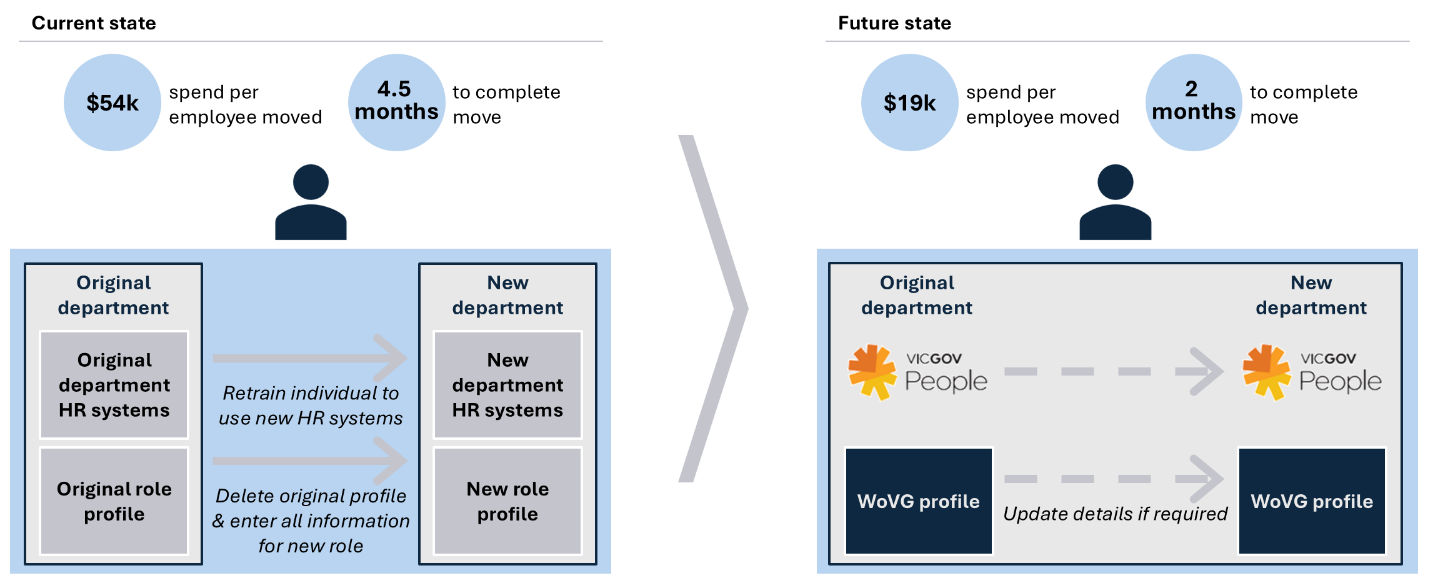 Current state
$54k
spend per
employee moved
4.5
months
to complete
move
Original
department
Original
department
HR systems
Original role
profile
Retrain individual to
use new HR systems
Delete original profile
& enter all information
for new role
New
department
New
department
HR systems
New role
profile
Future state
$19k
spend per
employee moved
2
months
to complete
move
Original
department
VICGOV
People
WoVG profile
Update details if required
New
department
VICGOV
People
WoVG profile